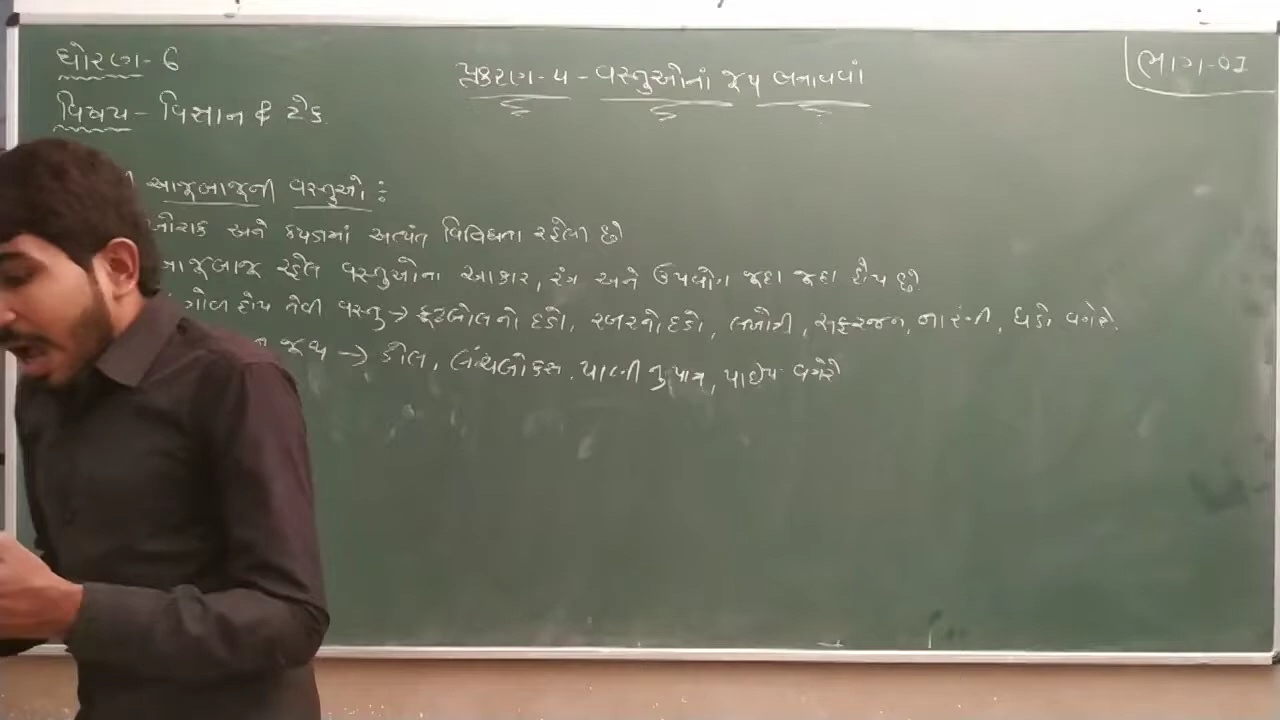 ધોરણ-6
પ્રકરણ-૫ - વસ્તુઓનાં જૂથ બનાવવાં
ભાગ-01
વિષય - વિજ્ઞાન & ટેક.
આજૂબાજૂની વસ્તુઓ :
ખોરાક અને કપડામાં અત્યંત વિવિધતા રહેલી છે
આજૂબાજૂ રહેલ વસ્તુઓના આકાર, રંગ અને ઉપયોગ જૂદા જૂદા હોય છે.
ગોળ હોય તેવી વસ્તુ → ફૂટબોલનો દડો, રબરનો દડો, લખોટી, સફરજન, નારંગી, ઘડો વગેરે.
જૂથ → ડોલ, લંચબોક્સ, પાણીનું પાત્ર, પાઇપ વગેરે